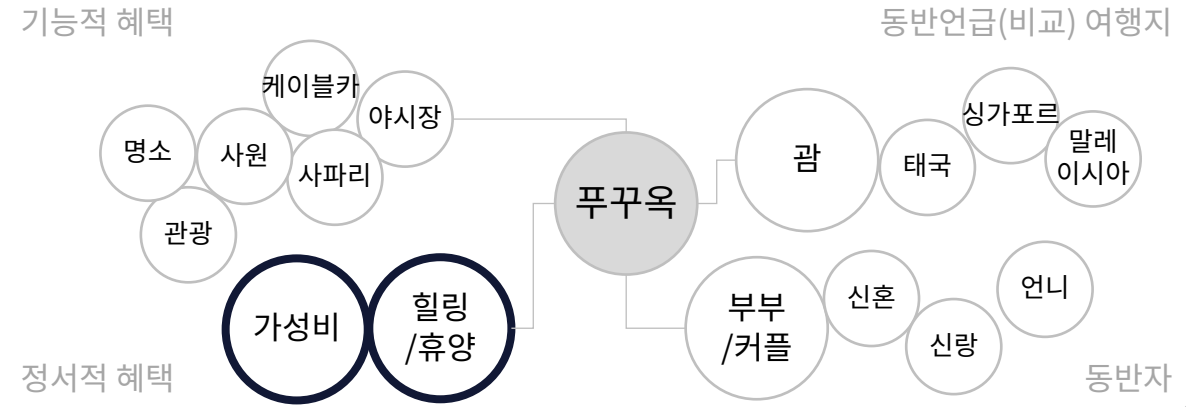 기능적 혜택
동반언급(비교) 여행지
케이블카
야시장
명소
사원
사파리
관광
푸꾸옥
괌
태국
싱가포르
말레
이시아
가성비
힐링
/휴양
부부
/커플
신혼
신랑
언니
정서적 혜택
동반자